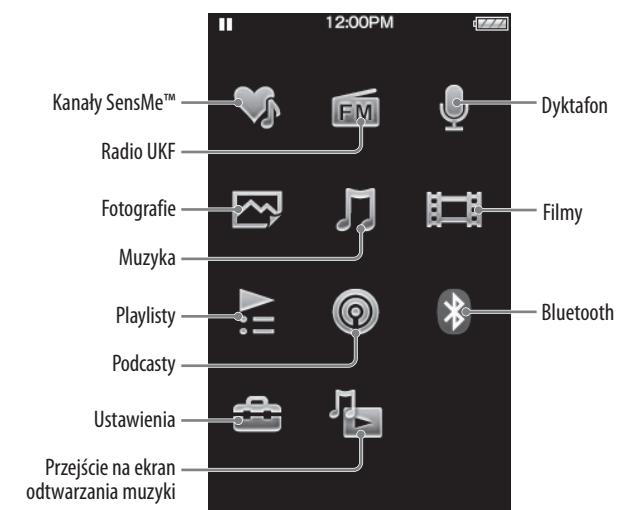 12:00PM
Kanały SensMe™
FM
Dyktafon
Radio UKF
Fotografie
Filmy
Muzyka
Playlisty
Bluetooth
Podcasty
Ustawienia
Przejście na ekran
odtwarzania muzyki